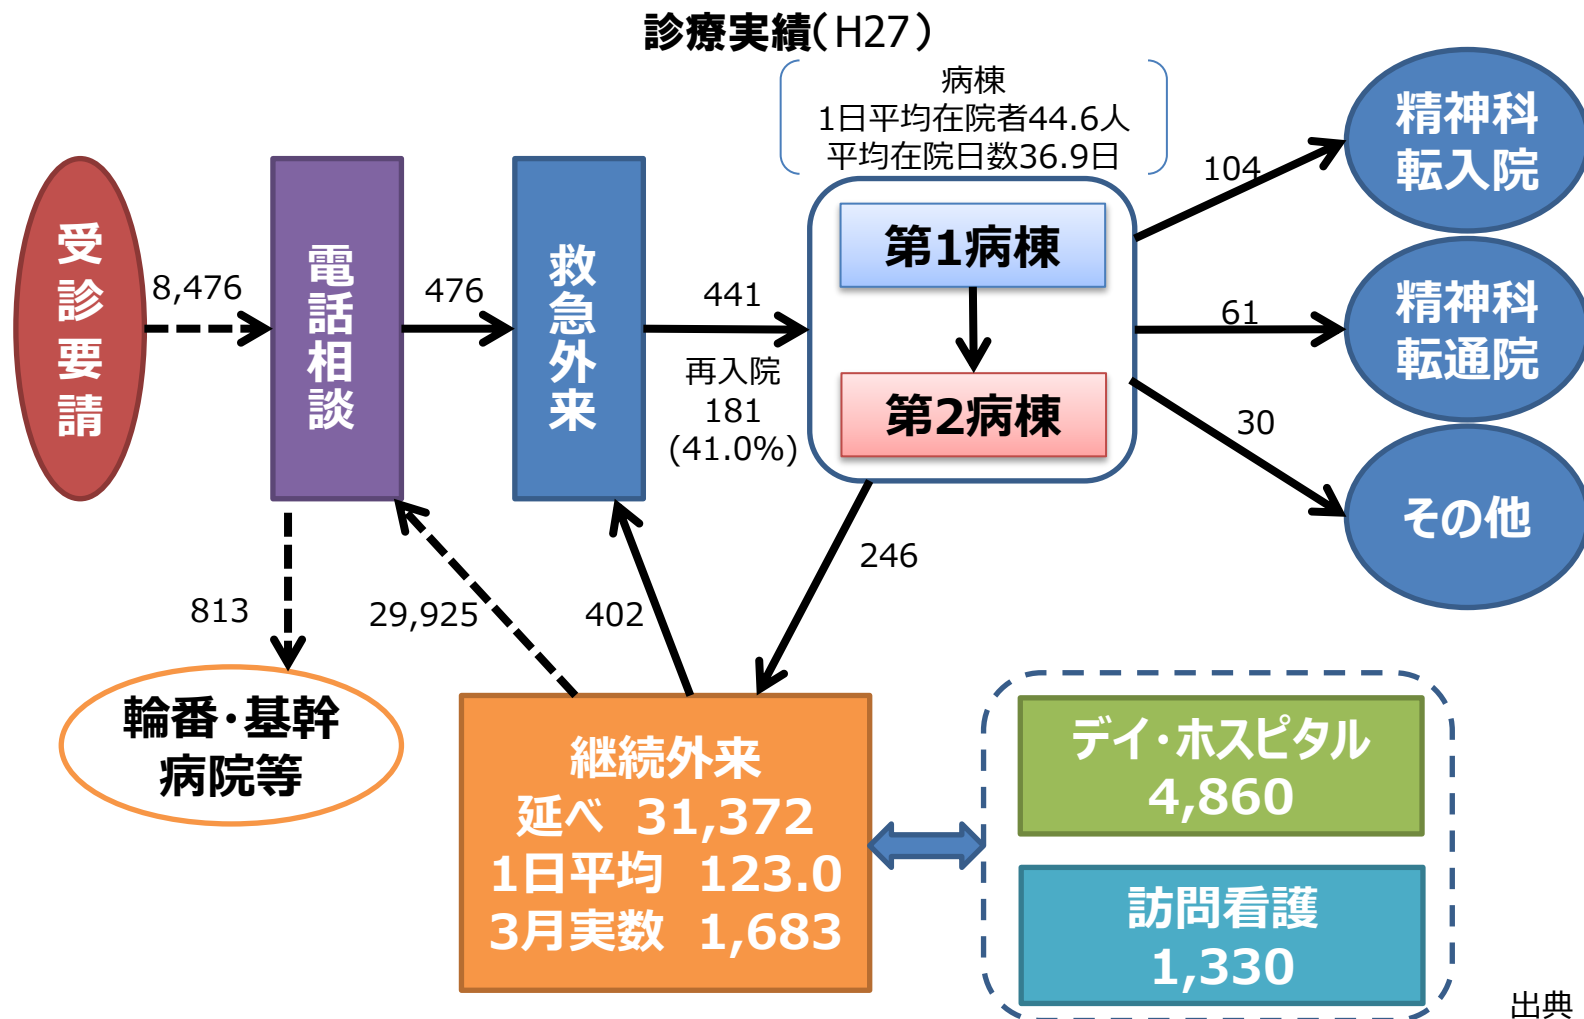 診療実績(H27)
病棟
1日平均在院者44.6人
平均在院日数36.9日
受診要請
8,476
電話相談
476
救急外来
441
再入院
181
(41.0%)
第1病棟
第2病棟
104
精神科
転入院
61
精神科
転通院
30
その他
813
輪番・基幹
病院等
29,925
402
246
継続外来
延べ 31,372
1日平均 123.0
3月実数 1,683
デイ・ホスピタル
4,860
訪問看護
1,330
出典